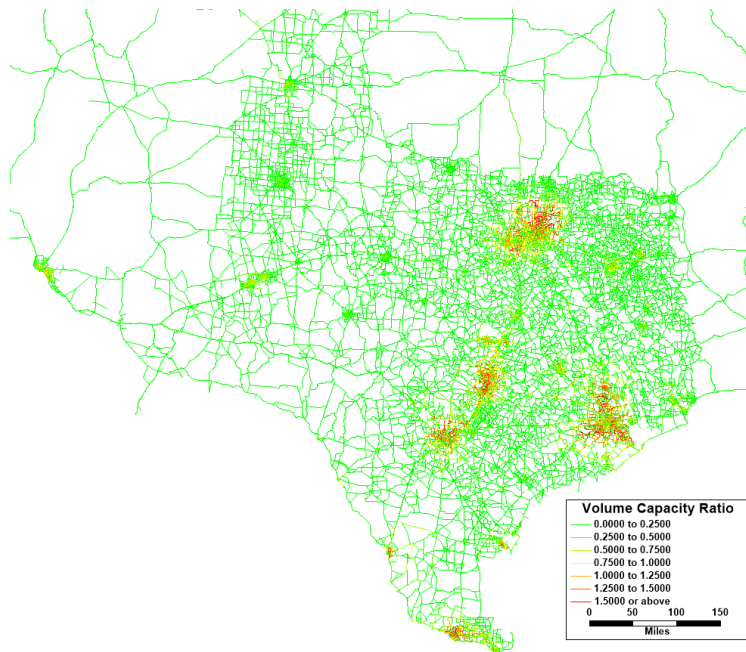 Volume Capacity Ratio
0.0000 to 0.2500
0.2500 to 0.5000
0.5000 to 0.7500
0.7500 to 1.0000
1.0000 to 1.2500
1.2500 to 1.5000
1.5000 or above
0 50 100 150
Miles